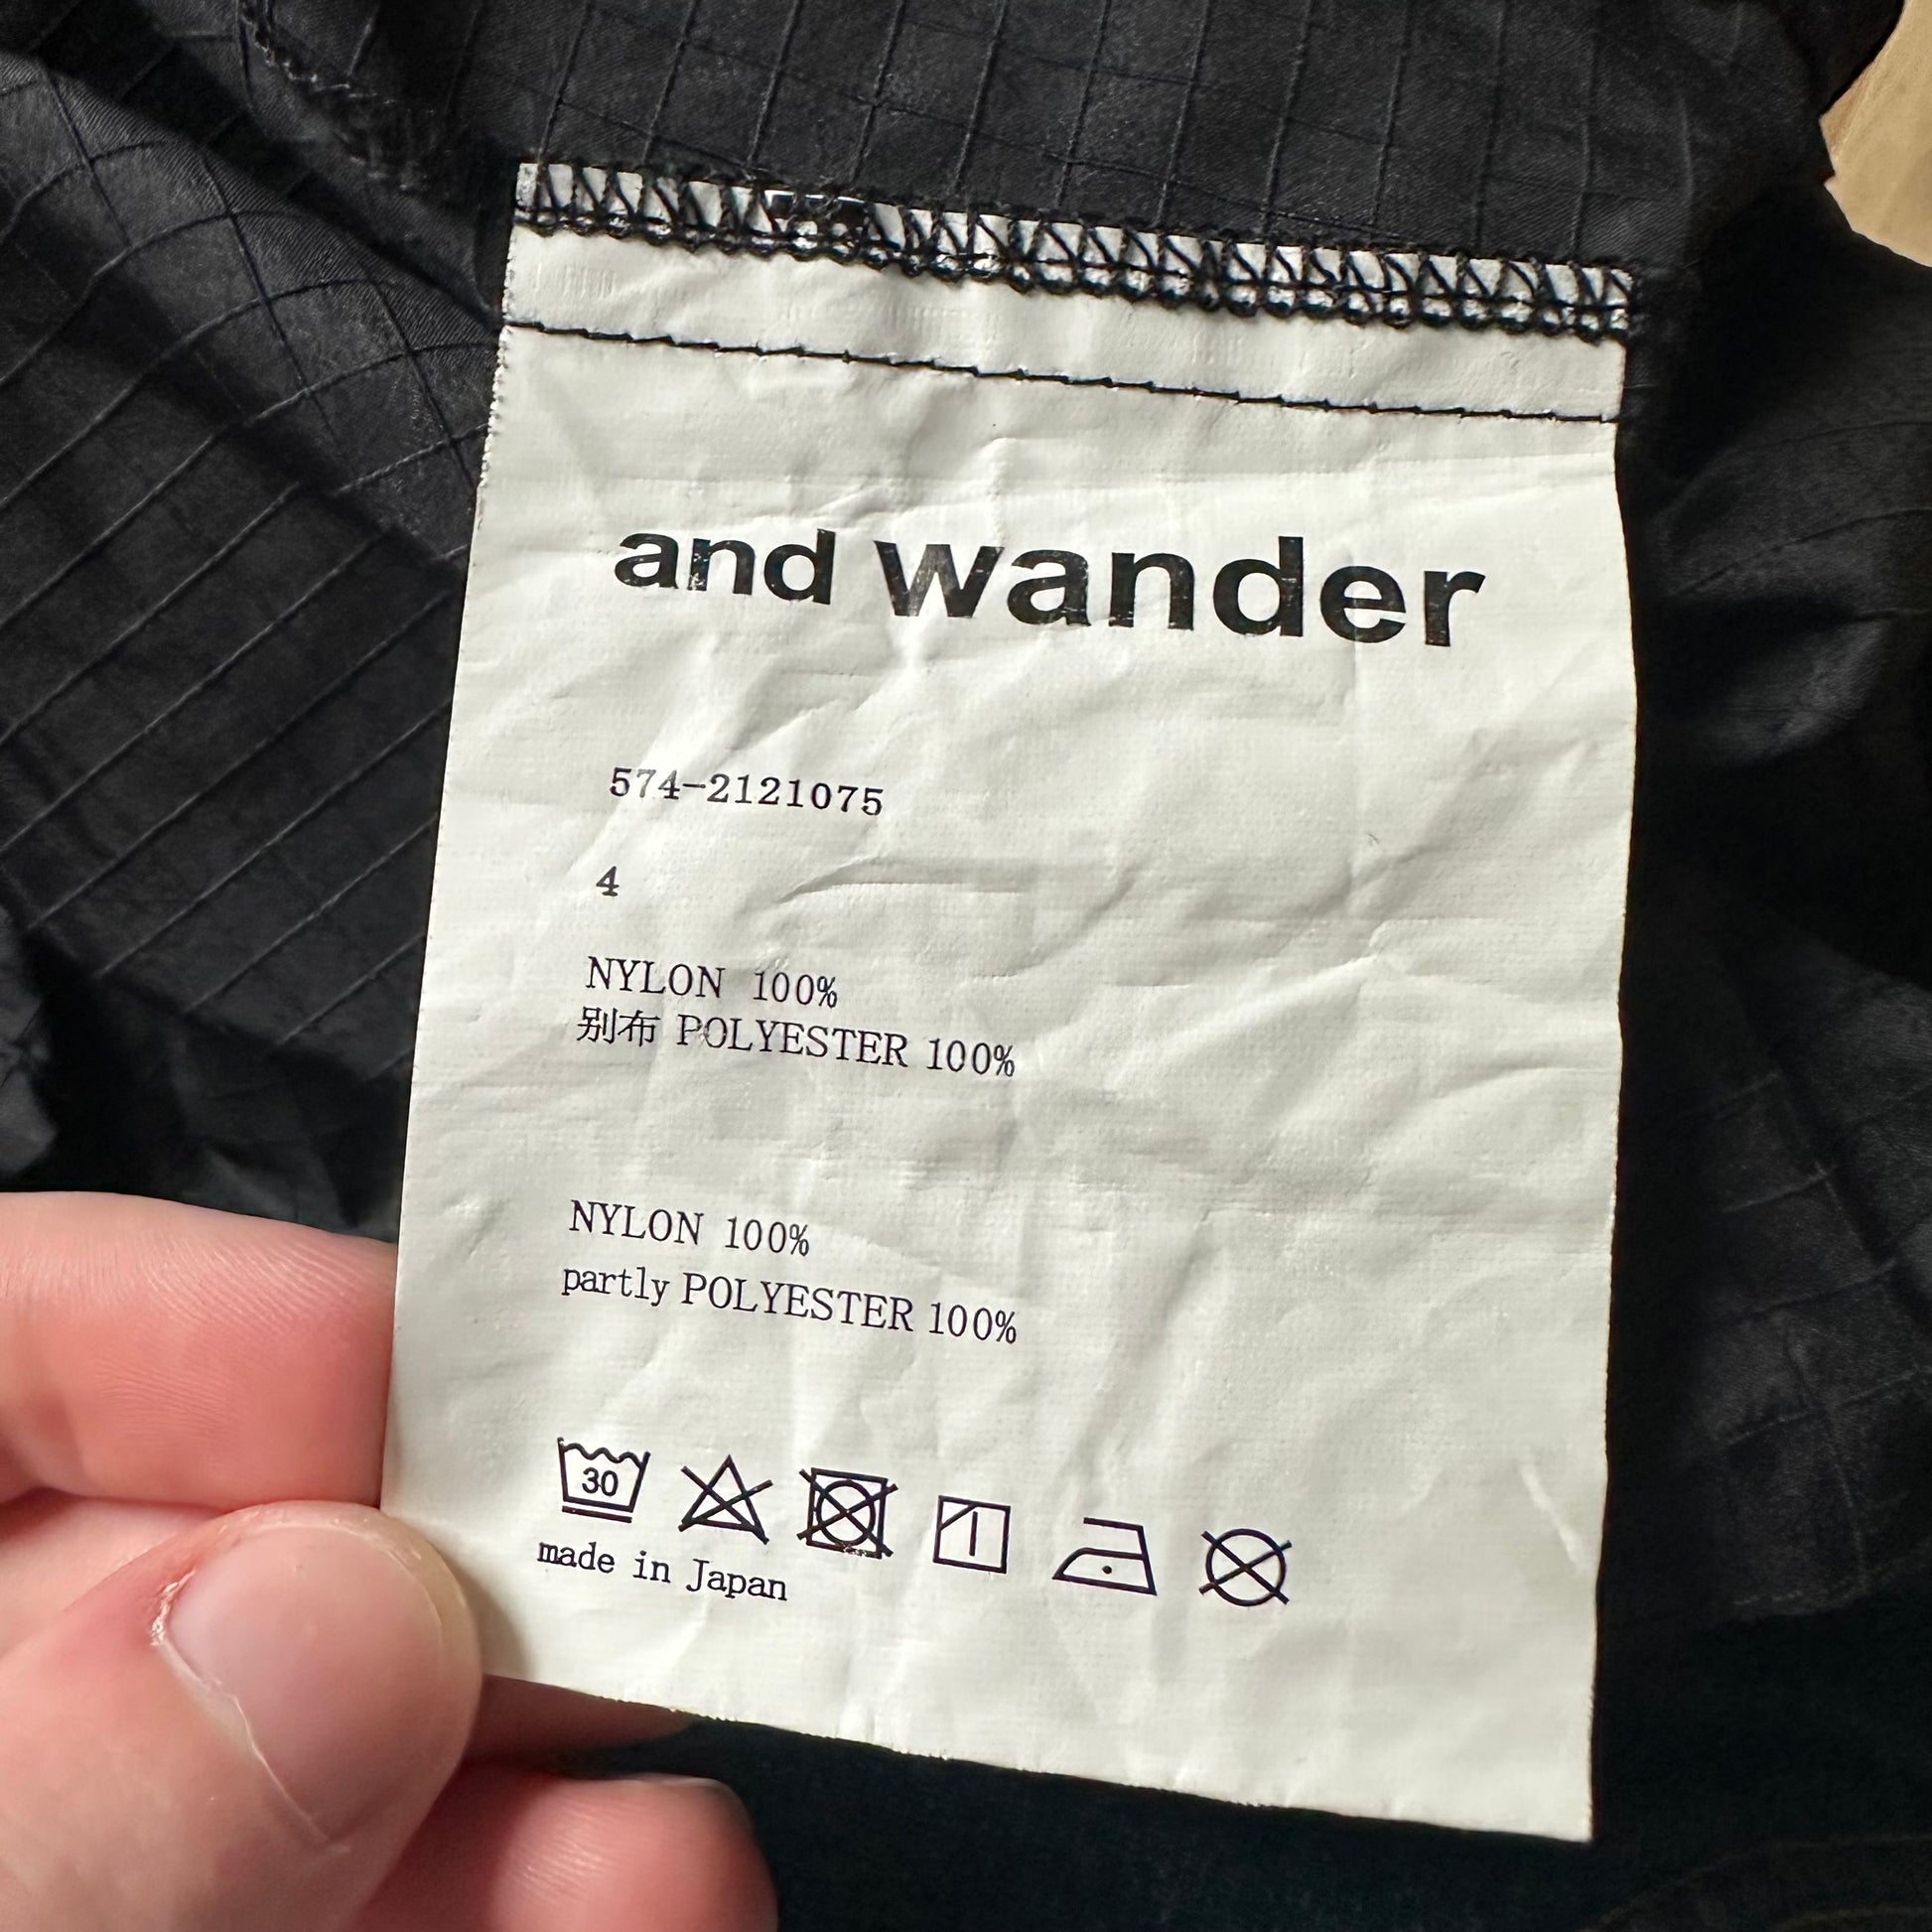 and wander
574-2121075
4
NYLON 100%
別布 POLYESTER 100%
NYLON 100%
partly POLYESTER 100%
30
made in Japan